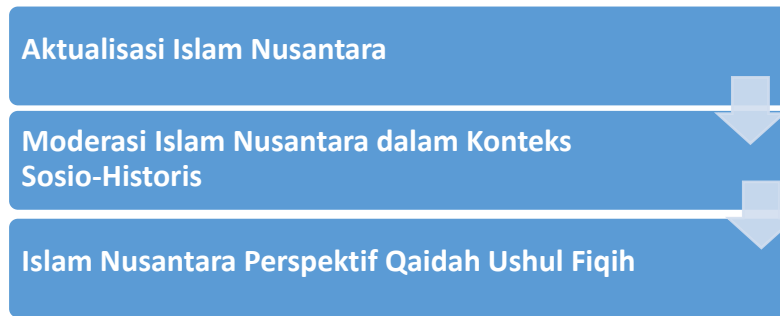 Aktualisasi Islam Nusantara
Moderasi Islam Nusantara dalam Konteks
Sosio-Historis
Islam Nusantara Perspektif Qaidah Ushul Fiqih